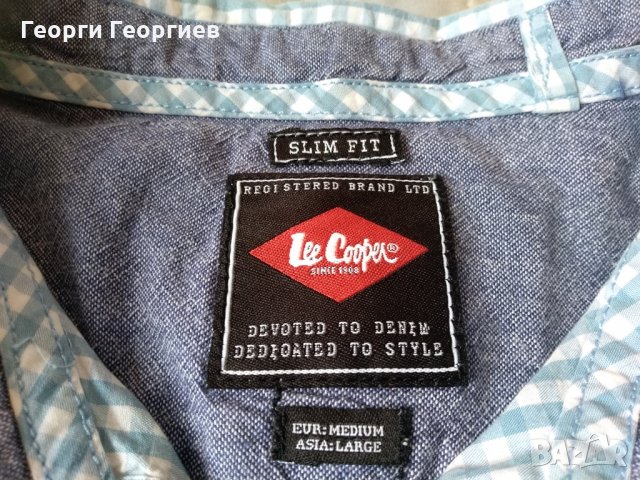 Георги Георгиев
SLIM FIT
REGISTERED BRAND LTD
Lee Cooper®
SINCE 1908
DEVOTED TO DENIM
DEDICATED TO STYLE
EUR: MEDIUM
ASIA: LARGE
BAZAR